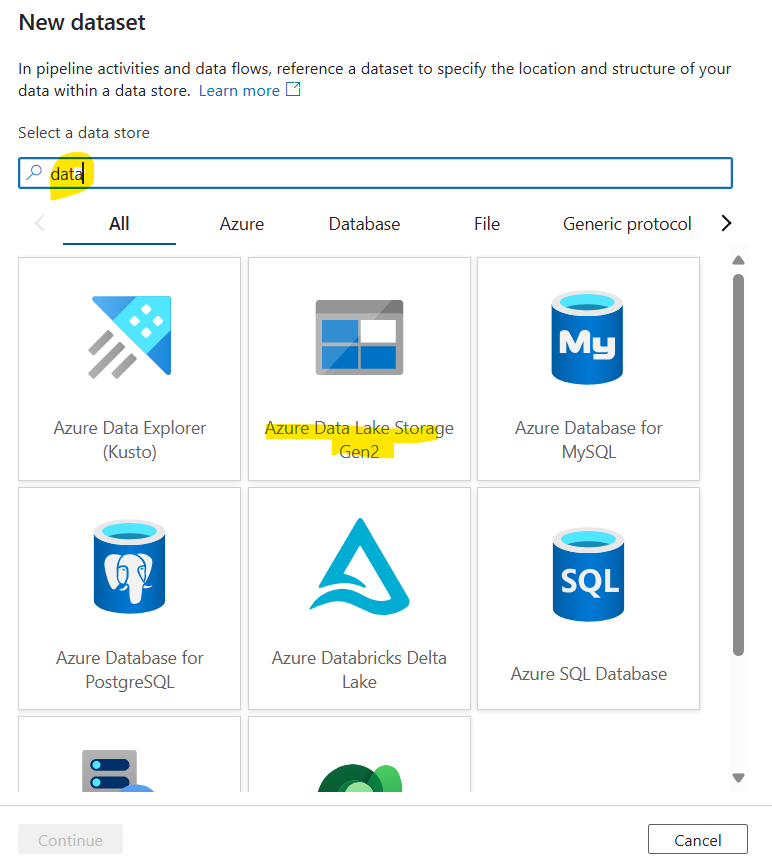 New dataset
In pipeline activities and data flows, reference a dataset to specify the location and structure of your
data within a data store. Learn more
Select a data store
data
All Azure Database File Generic protocol
Azure Data Explorer
(Kusto)
Azure Data Lake Storage
Gen2
My
Azure Database for
MySQL
Azure Database for
PostgreSQL
Azure Databricks Delta
Lake
SQL
Azure SQL Database
Continue
Cancel